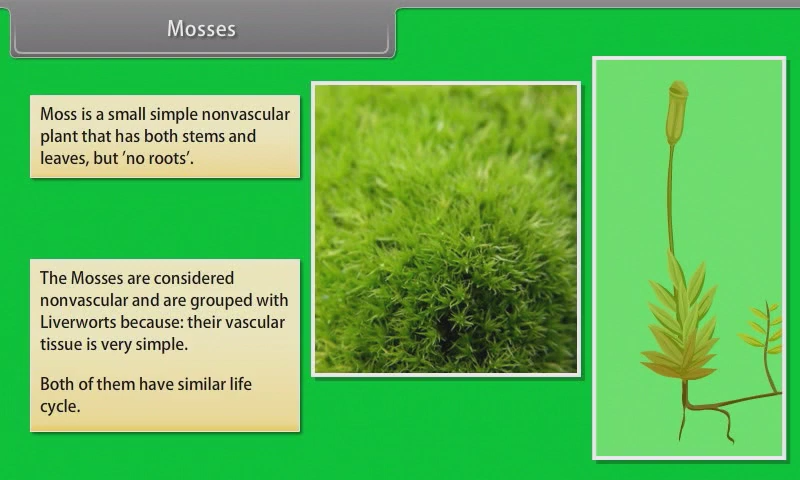 Mosses
Moss is a small simple nonvascular
plant that has both stems and
leaves, but ‘no roots’.
The Mosses are considered
nonvascular and are grouped with
Liverworts because: their vascular
tissue is very simple.
Both of them have similar life
cycle.